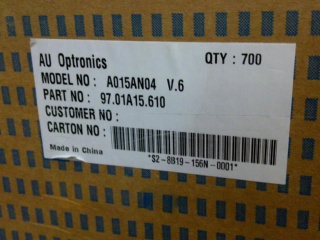 AU Optronics QTY : 700
MODEL NO : A015AN04 V.6
PART NO : 97.01A15.610
CUSTOMER NO :
CARTON NO :
Made in China
*S2-8B19-156N-0001*